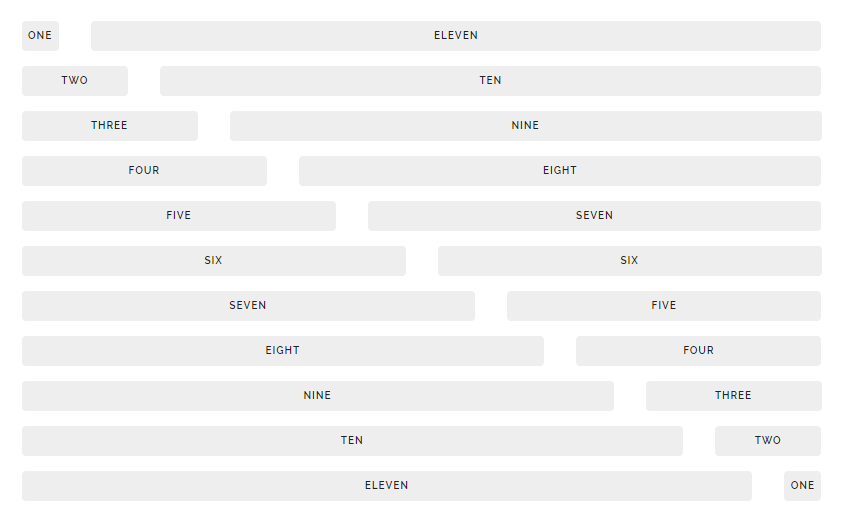 ONE ELEVEN
TWO TEN
THREE NINE
FOUR EIGHT
FIVE SEVEN
SIX SIX
SEVEN FIVE
EIGHT FOUR
NINE THREE
TEN TWO
ELEVEN ONE